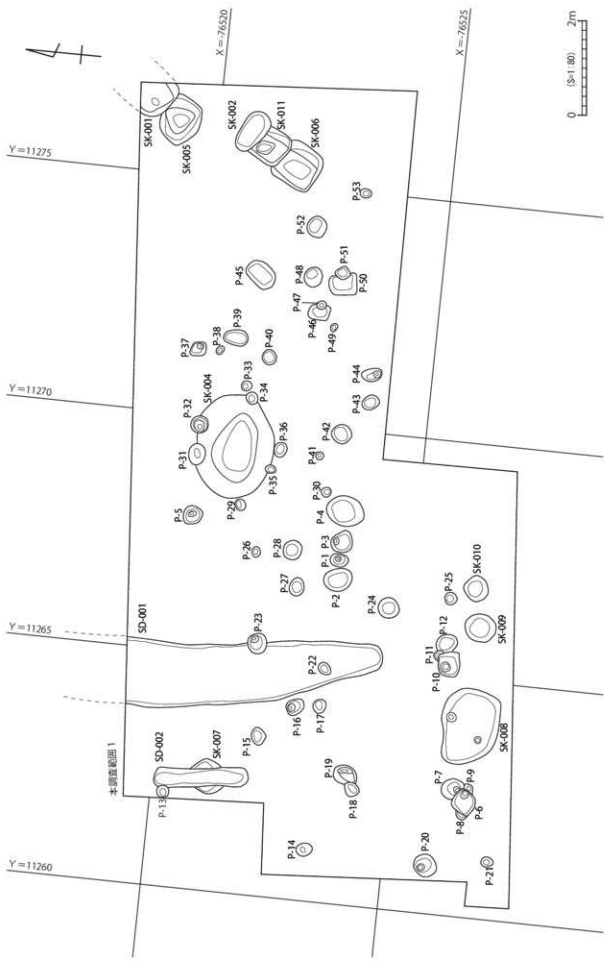 Y=11260
Y=11265
Y=11270
Y=11275
X=-76520
X=-76525
0
2m
(S=1:80)
本調査範囲 1
SD-001
SD-002
SK-007
P-13
SK-001
SK-005
SK-002
SK-011
SK-006
P-37
P-38
P-39
P-45
SK-004
P-32
P-31
P-33
P-34
P-40
P-36
P-35
P-5
P-29
P-26
P-28
P-27
P-23
P-22
P-15
P-16
P-17
P-14
P-19
P-18
P-52
P-53
P-48
P-51
P-50
P-47
P-46
P-49
P-44
P-43
P-42
P-41
P-30
P-4
P-3
P-1
P-2
P-24
P-25
SK-010
SK-009
P-12
P-11
P-10
SK-008
P-7
P-9
P-6
P-8
P-20
P-21